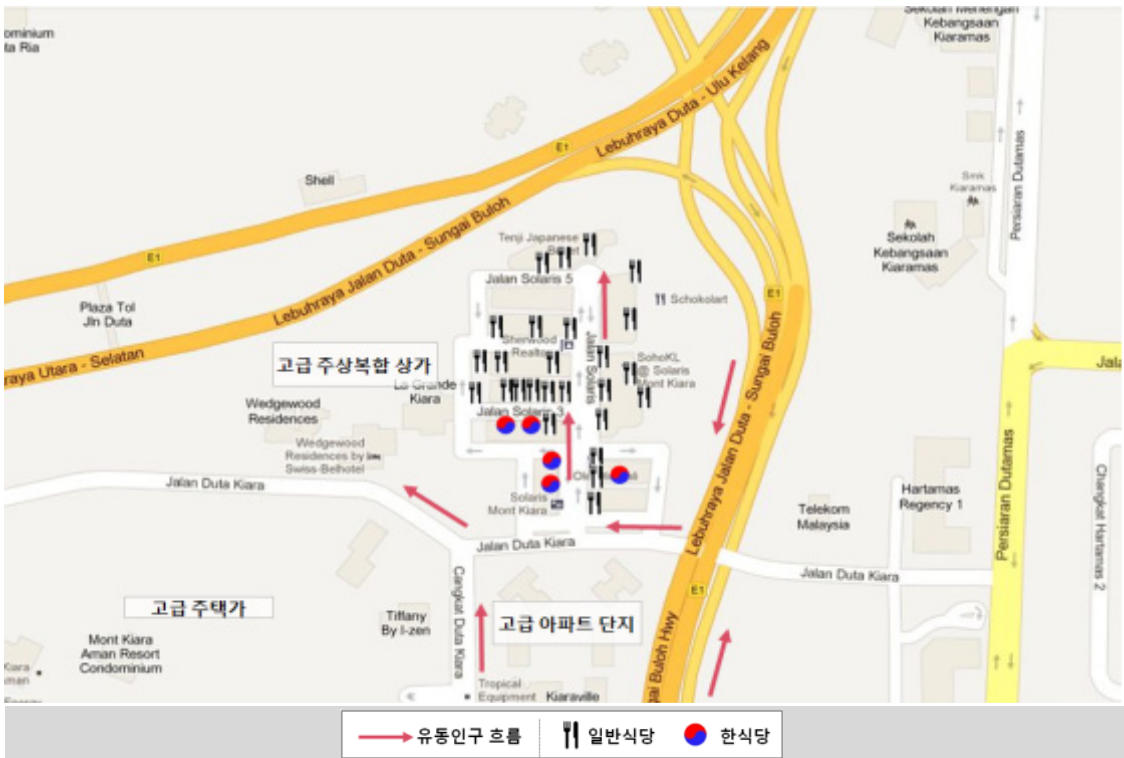 ominium
ta Ria
Sekolah Menengah
Kebangsaan
Kiaramas
Lebuhraya Duta - Ulu Kelang
E1
Shell
Smk
Kiaramas
Persiaran Dutamas
Sekolah
Kebangsaan
Kiaramas
Tenji Japanese
E1
Lebuhraya Jalan Duta - Sungai Buloh
Jalan Solaris 5
E1
Schokolart
Plaza Tol
Jln Duta
Sherwood
Realtor
Jalan Solaris
raya Utara - Selatan
고급 주상복합 상가
SohoKL
@ Solaris
Mont Kiara
Jala
La Grande
Kiara
Jalan Solaris 3
Lebuhraya Jalan Duta - Sungai Buloh
Wedgewood
Residences
Wedgewood
Residences by
Swiss-Belhotel
Jalan Duta Kiara
Solaris
Mont Kiara
Telekom
Malaysia
Hartamas
Regency 1
Persiaran Dutamas
Changkat Hartamas 2
Jalan Duta Kiara
Jalan Duta Kiara
E1
고급 주택가
Cangkat Duta Kiara
고급 아파트 단지
Tiffany
By I-zen
Mont Kiara
Aman Resort
Condominium
Kiara
man
gai Buloh Hwy
Tropical
Equipment
Kiaraville
유동인구 흐름
일반식당
한식당